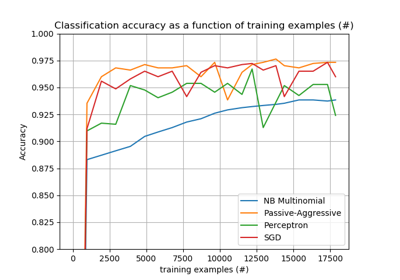 Classification accuracy as a function of training examples (#)
1.000
0.975
0.950
0.925
0.900
0.875
0.850
0.825
0.800
Accuracy
0 2500 5000 7500 10000 12500 15000 17500
training examples (#)
NB Multinomial
Passive-Aggressive
Perceptron
SGD